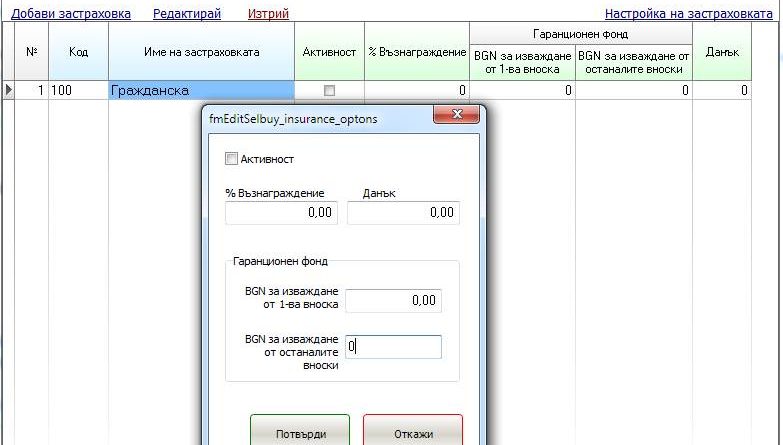 Добави застраховка Редактирай Изтрий Настройка на застраховката
№ Код Име на застраховката Активност % Възнаграждение Гаранционен фонд Данък
BGN за изваждане от 1-ва вноска BGN за изваждане от останалите вноски
1 100 Гражданска 0 0 0 0
fmEditSelbuy_insurance_optons
Активност
% Възнаграждение Данък
0,00 0,00
Гаранционен фонд
BGN за изваждане
от 1-ва вноска 0,00
BGN за изваждане
от останалите
вноски 0
Потвърди Откажи